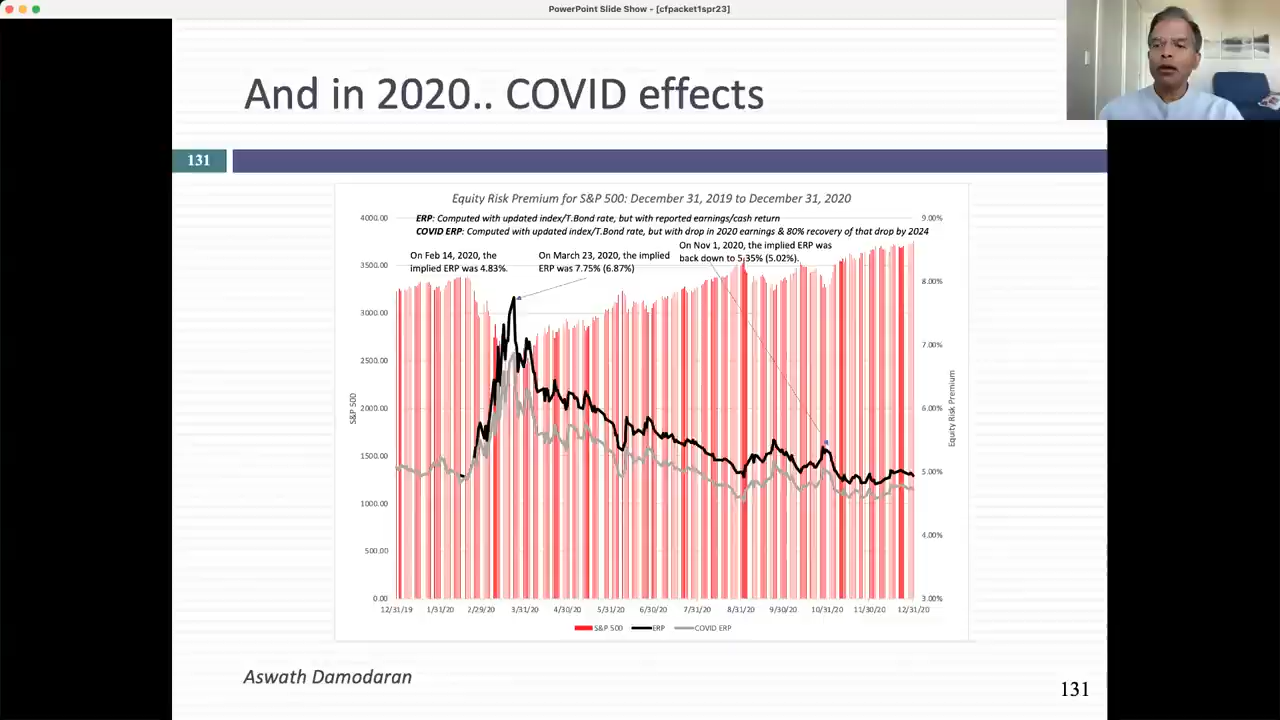 PowerPoint Slide Show - [cfpacket1spr23]
And in 2020.. COVID effects
131
Equity Risk Premium for S&P 500: December 31, 2019 to December 31, 2020
ERP: Computed with updated index/T.Bond rate, but with reported earnings/cash return
COVID ERP: Computed with updated index/T.Bond rate, but with drop in 2020 earnings & 80% recovery of that drop by 2024
On Feb 14, 2020, the
implied ERP was 4.83%.
On March 23, 2020, the implied
ERP was 7.75% (6.87%)
On Nov 1, 2020, the implied ERP was
back down to 5.35% (5.02%).
4000.00
3500.00
3000.00
2500.00
2000.00
1500.00
1000.00
500.00
0.00
S&P 500
9.00%
8.00%
7.00%
6.00%
5.00%
4.00%
3.00%
Equity Risk Premium
12/31/19 1/31/20 2/29/20 3/31/20 4/30/20 5/31/20 6/30/20 7/31/20 8/31/20 9/30/20 10/31/20 11/30/20 12/31/20
S&P 500 ERP COVID ERP
Aswath Damodaran
131